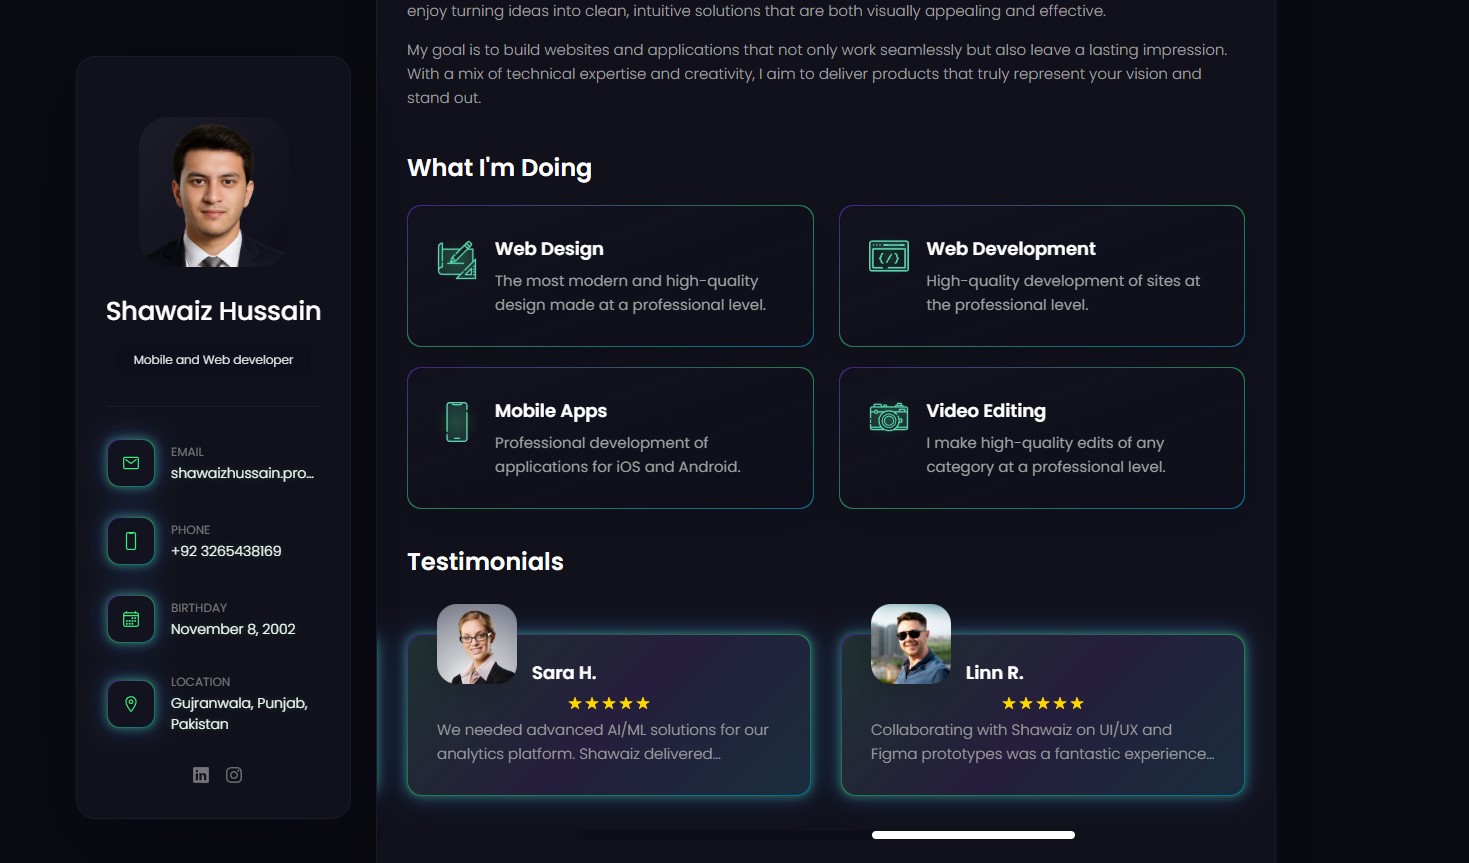 enjoy turning ideas into clean, intuitive solutions that are both visually appealing and effective.
My goal is to build websites and applications that not only work seamlessly but also leave a lasting impression.
With a mix of technical expertise and creativity, I aim to deliver products that truly represent your vision and
stand out.
Shawaiz Hussain
Mobile and Web developer
EMAIL
shawaizhussain.pro...
PHONE
+92 3265438169
BIRTHDAY
November 8, 2002
LOCATION
Gujranwala, Punjab,
Pakistan
What I'm Doing
Web Design
The most modern and high-quality
design made at a professional level.
Web Development
High-quality development of sites at
the professional level.
Mobile Apps
Professional development of
applications for iOS and Android.
Video Editing
I make high-quality edits of any
category at a professional level.
Testimonials
Sara H.
★★★★★
We needed advanced AI/ML solutions for our
analytics platform. Shawaiz delivered...
Linn R.
★★★★★
Collaborating with Shawaiz on UI/UX and
Figma prototypes was a fantastic experience...